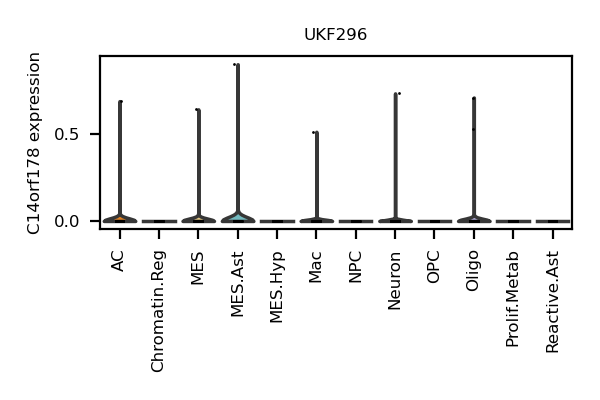 UKF296
C14orf178 expression
0.5
0.0
AC
Chromatin.Reg
MES
MES.Ast
MES.Hyp
Mac
NPC
Neuron
OPC
Oligo
Prolif.Metab
Reactive.Ast